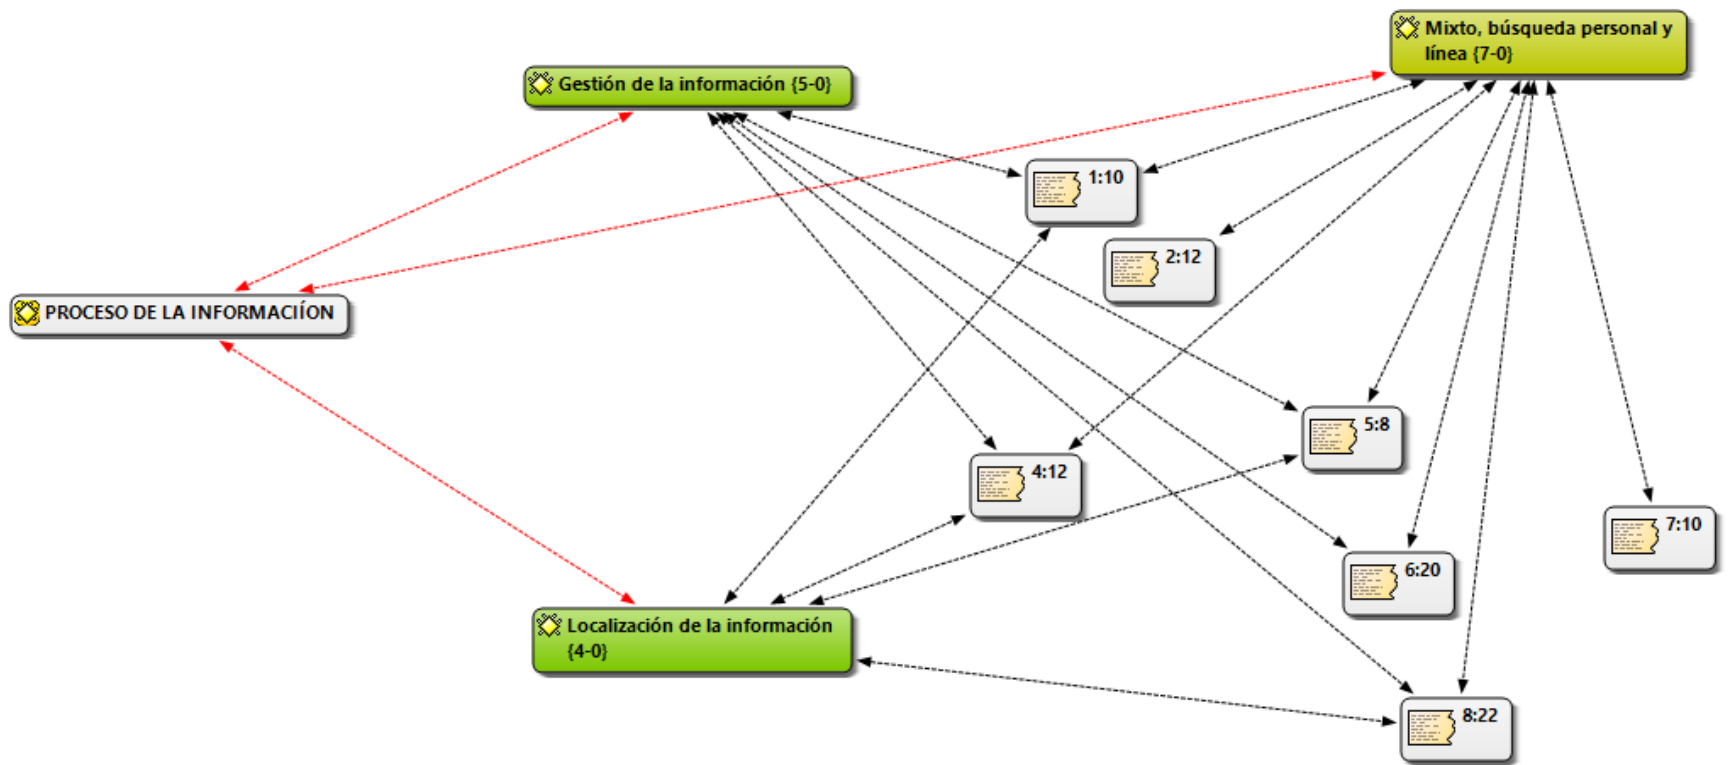 Mixto, búsqueda personal y
línea {7-0}
Gestión de la información {5-0}
1:10
2:12
PROCESO DE LA INFORMACIÍON
5:8
4:12
7:10
6:20
Localización de la información
{4-0}
8:22